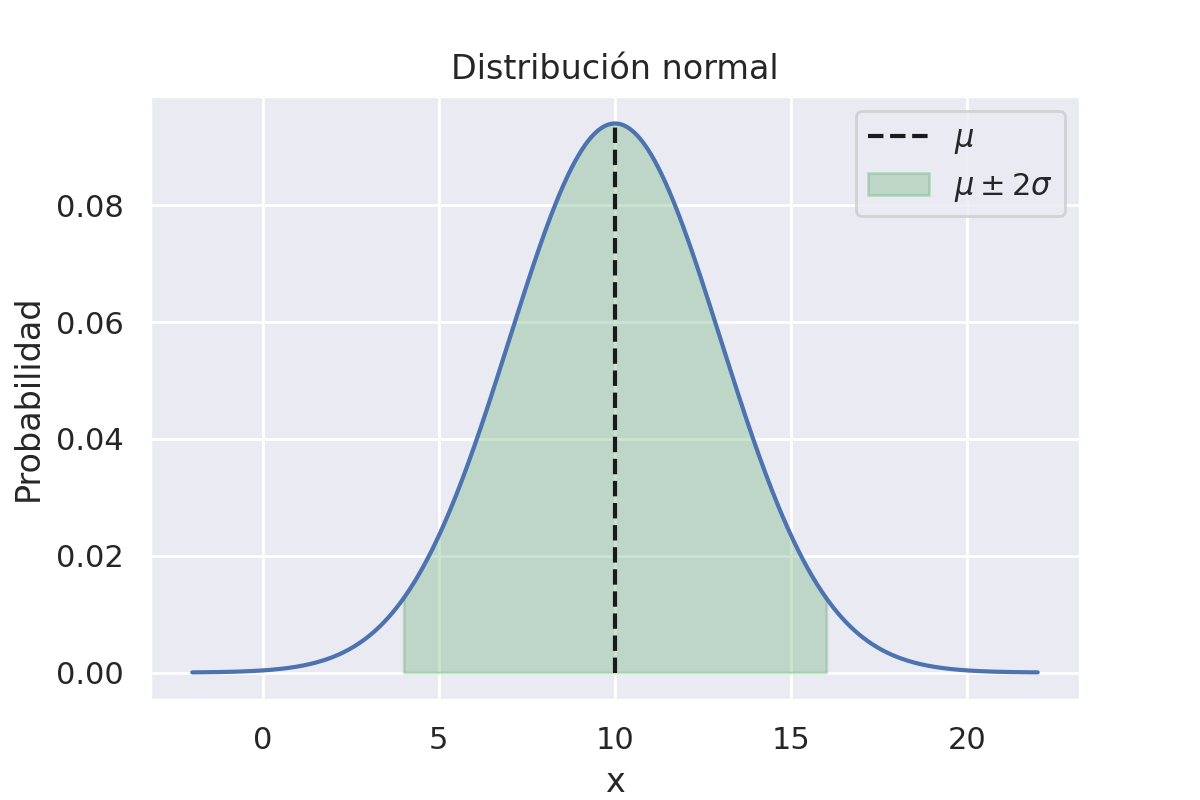 Distribución normal
μ
μ ± 2σ
Probabilidad
0.08
0.06
0.04
0.02
0.00
0 5 10 15 20
x